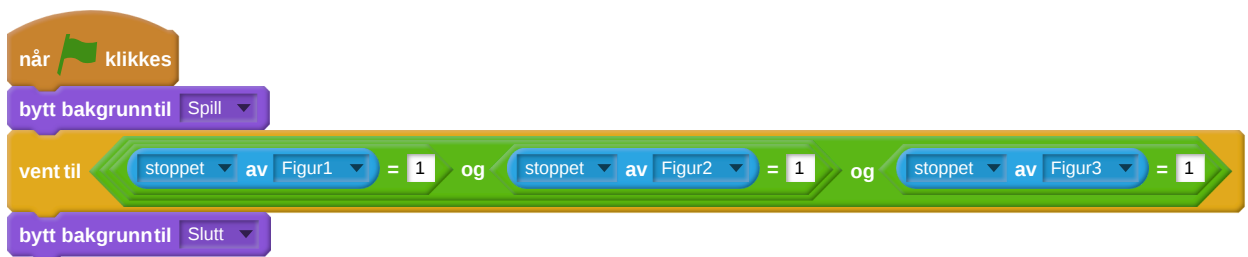 når klikkes
bytt bakgrunn til Spill
vent til stoppet av Figur1 = 1 og stoppet av Figur2 = 1 og stoppet av Figur3 = 1
bytt bakgrunn til Slutt